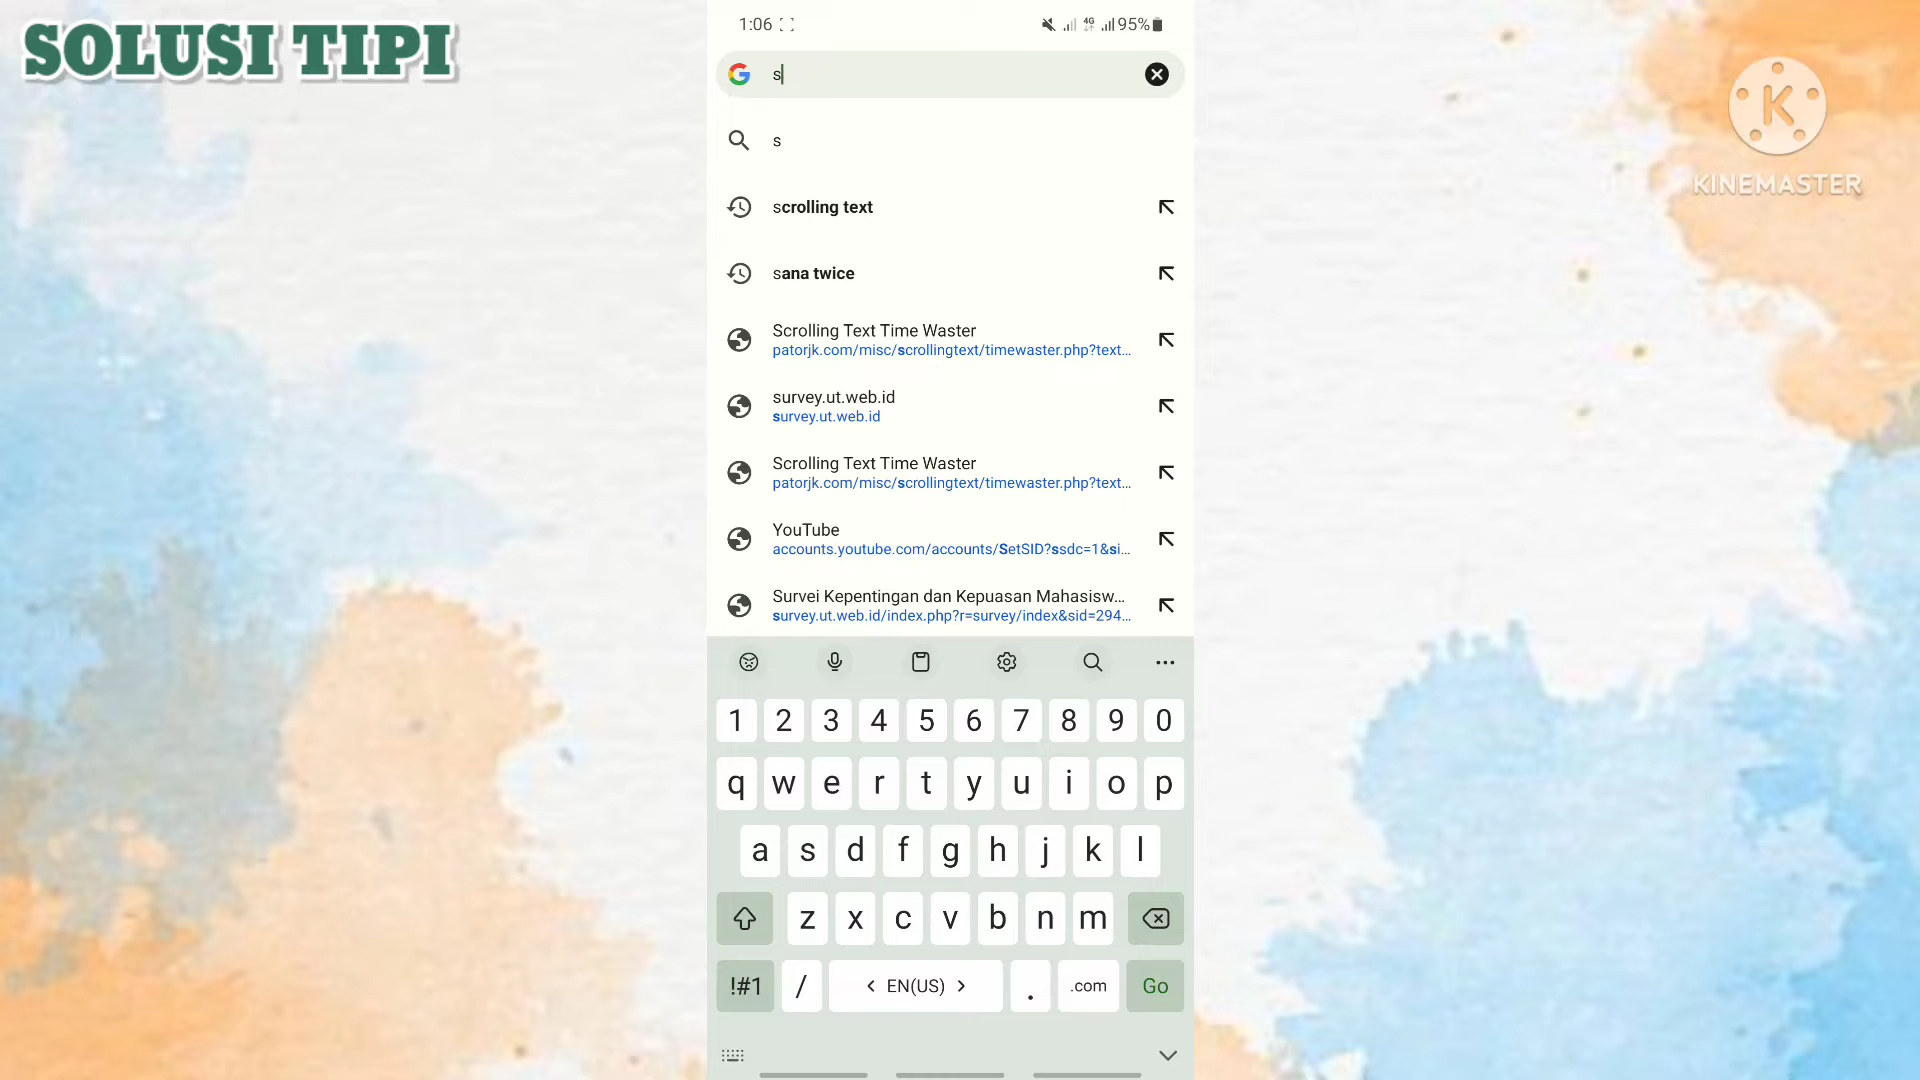 SOLUSI TIPI
1:06
4G
95%
s
s
scrolling text
sana twice
Scrolling Text Time Waster
patorjk.com/misc/scrollingtext/timewaster.php?text...
survey.ut.web.id
survey.ut.web.id
Scrolling Text Time Waster
patorjk.com/misc/scrollingtext/timewaster.php?text...
YouTube
accounts.youtube.com/accounts/SetSID?ssdc=1&si...
Survei Kepentingan dan Kepuasan Mahasisw...
survey.ut.web.id/index.php?r=survey/index&sid=294...
1 2 3 4 5 6 7 8 9 0
q w e r t y u i o p
a s d f g h j k l
z x c v b n m
!#1 / < EN(US) > . .com Go
K
KINEMASTER